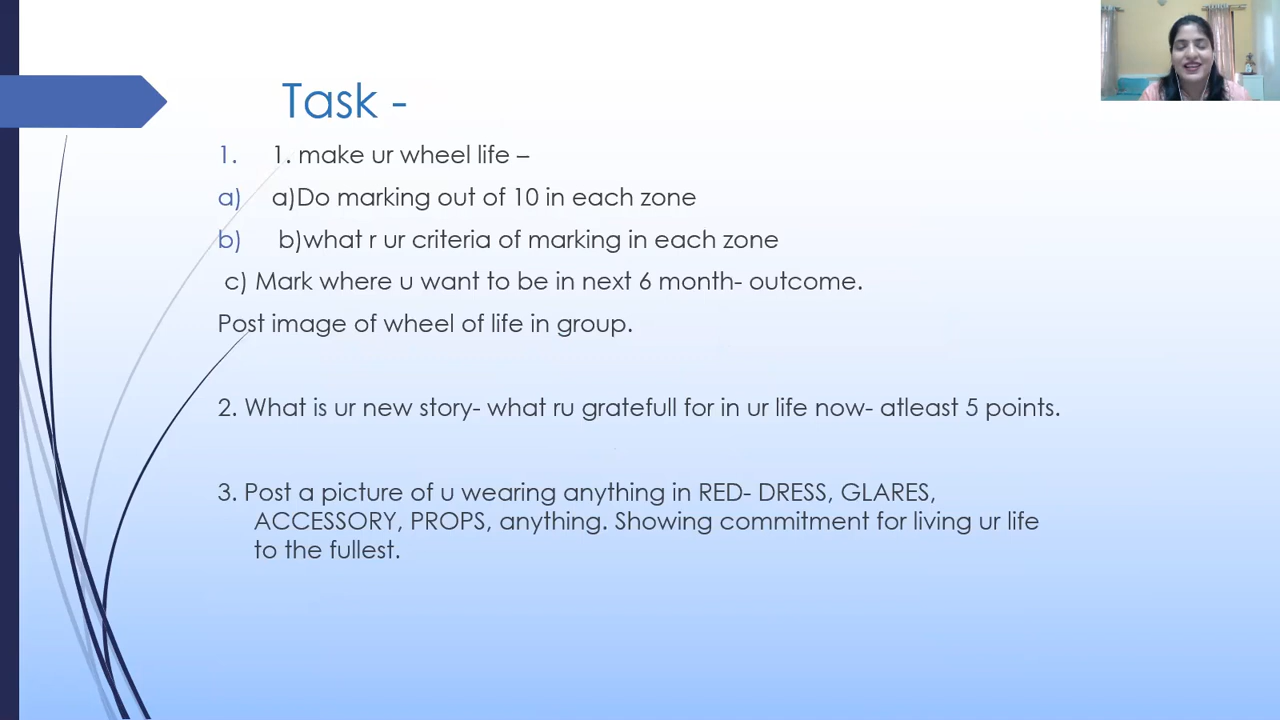 Task -
1. 1. make ur wheel life –
a) a)Do marking out of 10 in each zone
b) b)what r ur criteria of marking in each zone
c) Mark where u want to be in next 6 month- outcome.
Post image of wheel of life in group.
2. What is ur new story- what ru gratefull for in ur life now- atleast 5 points.
3. Post a picture of u wearing anything in RED- DRESS, GLARES,
ACCESSORY, PROPS, anything. Showing commitment for living ur life
to the fullest.